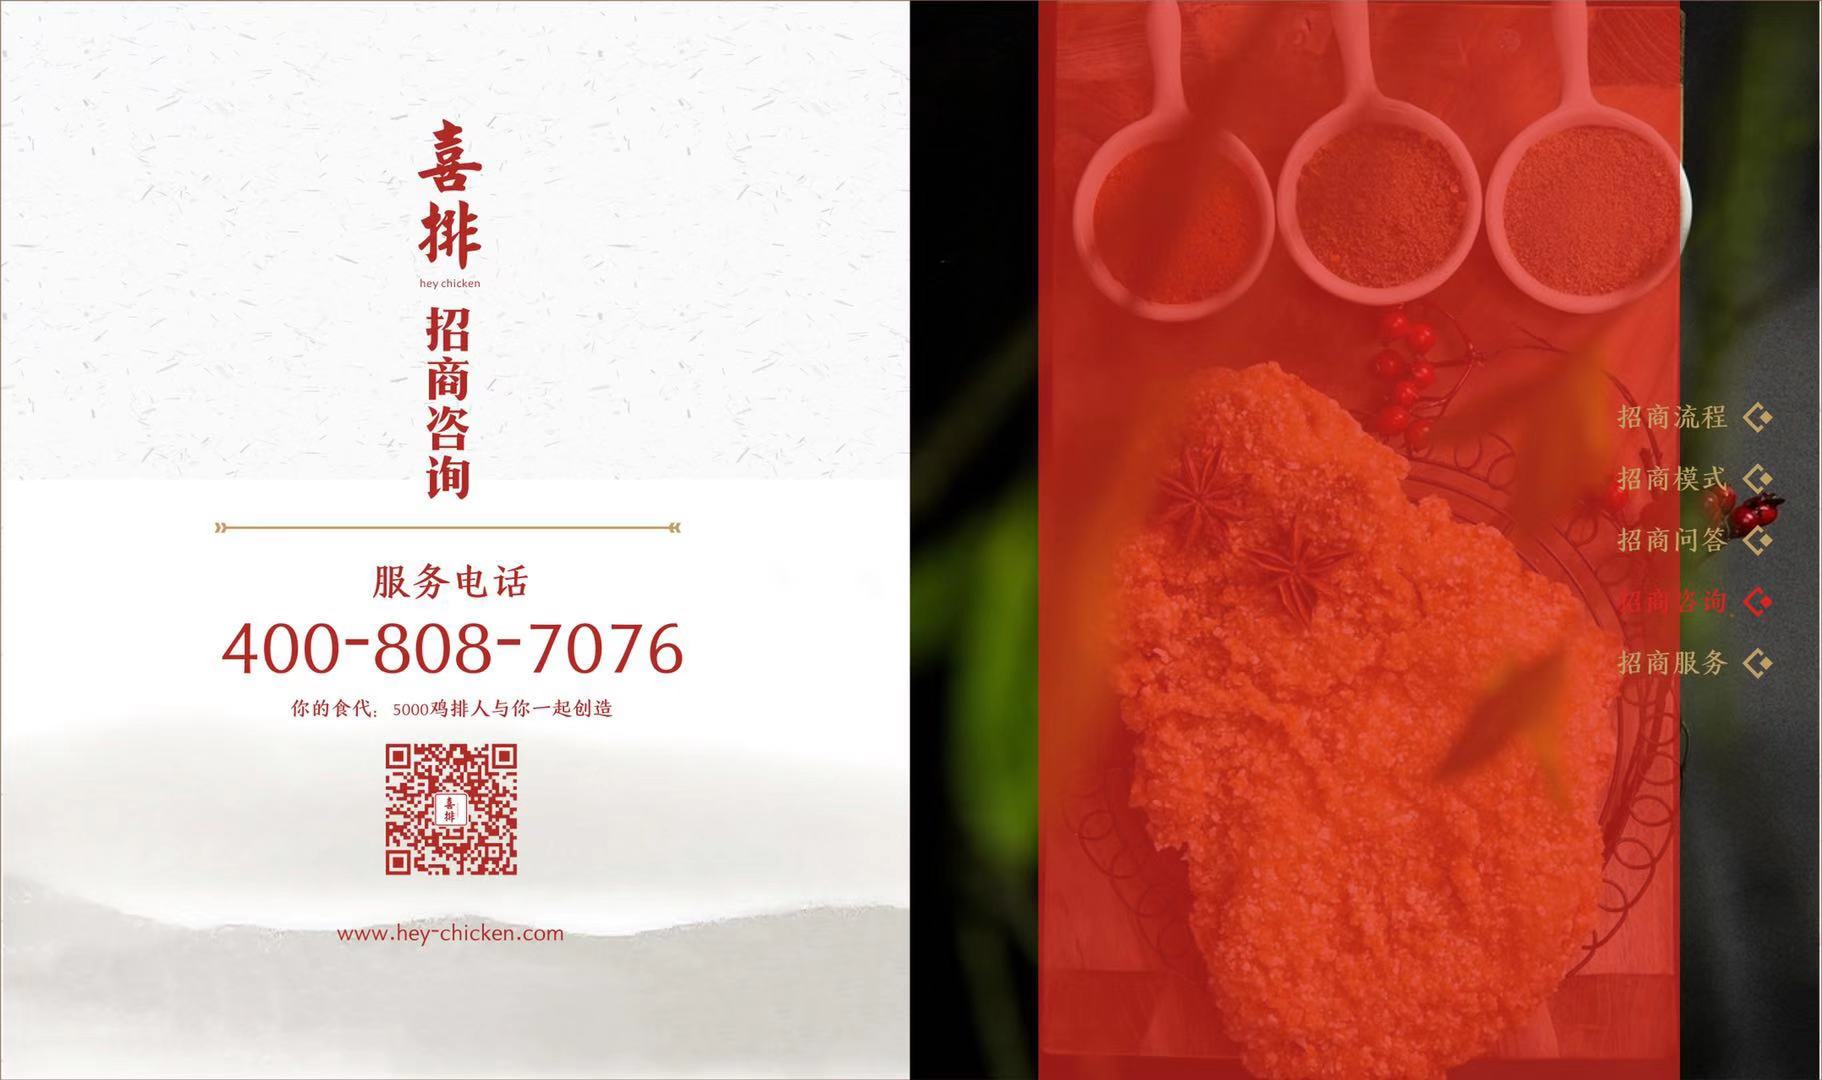 喜排
hey chicken
招商咨询
服务电话
400-808-7076
你的食代：5000鸡排人与你一起创造
喜排
www.hey-chicken.com
招商流程
招商模式
招商问答
招商咨询
招商服务